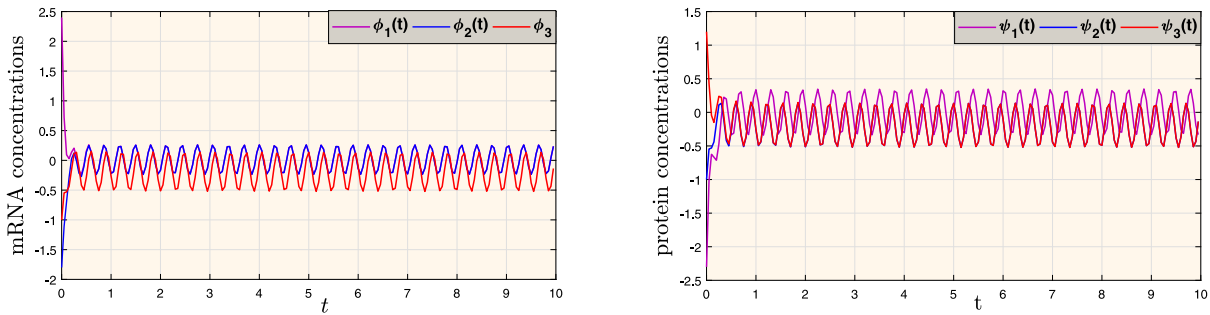 ϕ1(t) ϕ2(t) ϕ3
mRNA concentrations
2.5
2
1.5
1
0.5
0
-0.5
-1
-1.5
-2
0 1 2 3 4 5 6 7 8 9 10
t
ψ1(t) ψ2(t) ψ3(t)
protein concentrations
1.5
1
0.5
0
-0.5
-1
-1.5
-2
-2.5
0 1 2 3 4 5 6 7 8 9 10
t